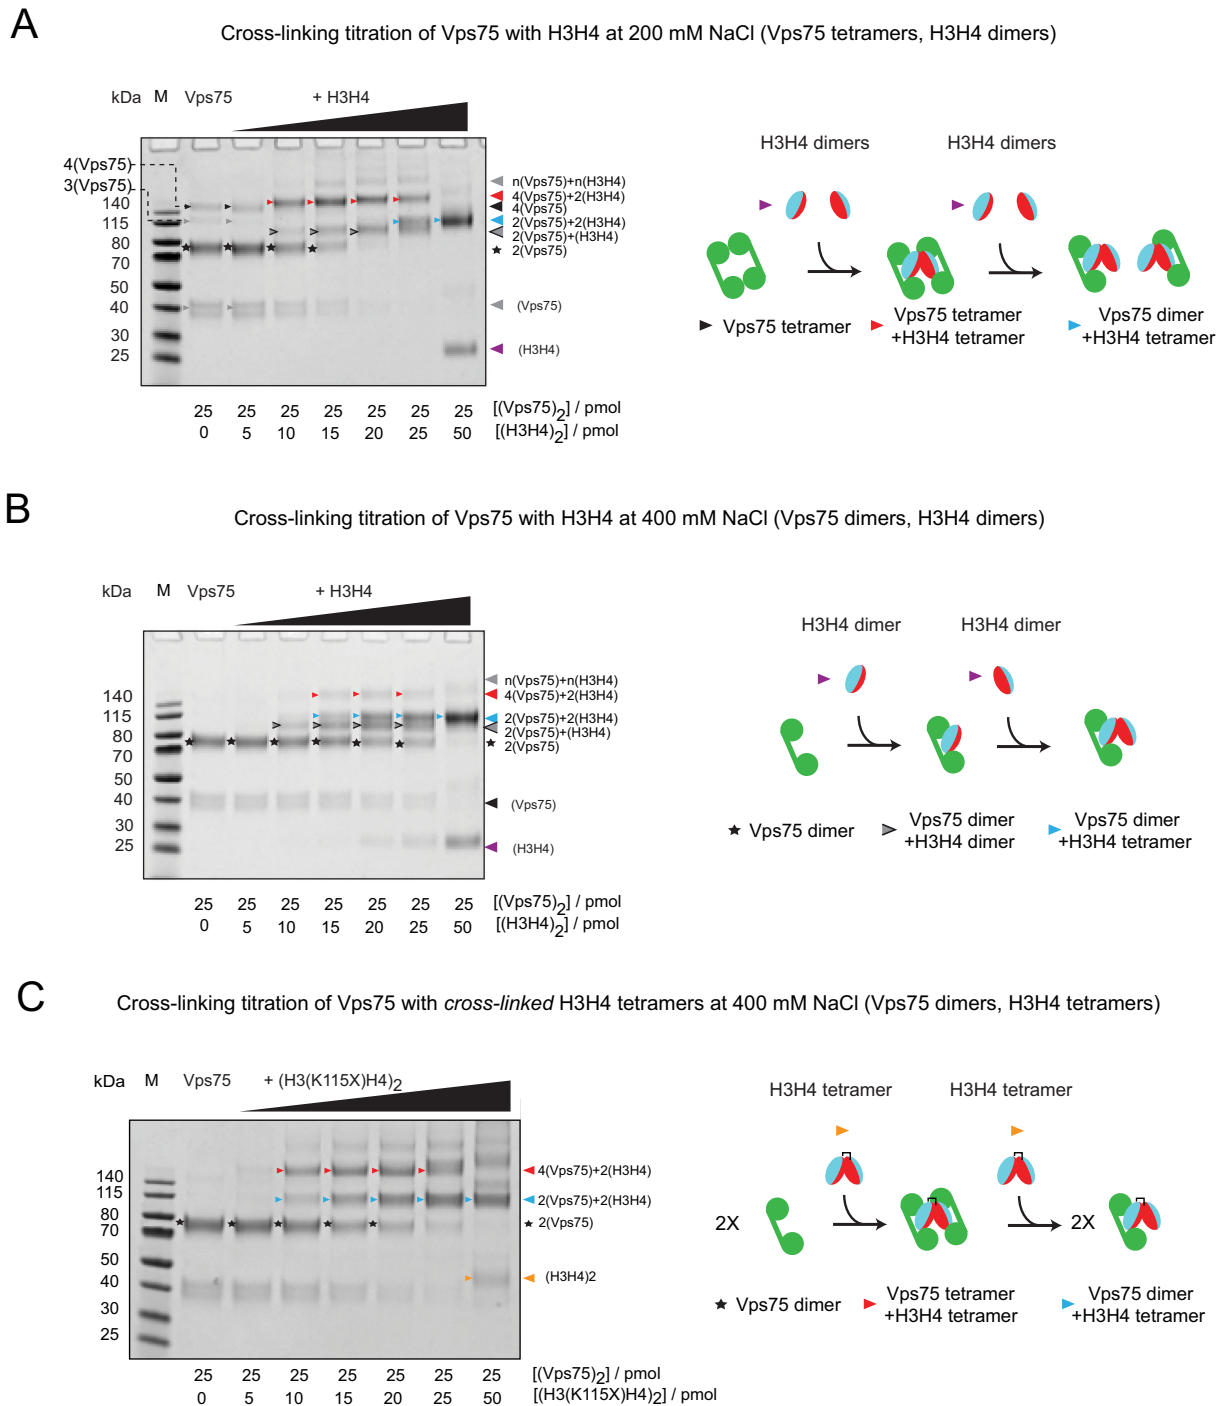 A
Cross-linking titration of Vps75 with H3H4 at 200 mM NaCl (Vps75 tetramers, H3H4 dimers)
kDa M Vps75 + H3H4
4(Vps75)
3(Vps75)
140
115
80
70
50
40
30
25
n(Vps75)+n(H3H4)
4(Vps75)+2(H3H4)
4(Vps75)
2(Vps75)+2(H3H4)
2(Vps75)+(H3H4)
2(Vps75)
(Vps75)
(H3H4)
25 25 25 25 25 25 25 [(Vps75)2] / pmol
0 5 10 15 20 25 50 [(H3H4)2] / pmol
H3H4 dimers H3H4 dimers
Vps75 tetramer
Vps75 tetramer
+H3H4 tetramer
Vps75 dimer
+H3H4 tetramer
B
Cross-linking titration of Vps75 with H3H4 at 400 mM NaCl (Vps75 dimers, H3H4 dimers)
kDa M Vps75 + H3H4
140
115
80
70
50
40
30
25
n(Vps75)+n(H3H4)
4(Vps75)+2(H3H4)
2(Vps75)+2(H3H4)
2(Vps75)+(H3H4)
2(Vps75)
(Vps75)
(H3H4)
25 25 25 25 25 25 25 [(Vps75)2] / pmol
0 5 10 15 20 25 50 [(H3H4)2] / pmol
H3H4 dimer H3H4 dimer
Vps75 dimer
Vps75 dimer
+H3H4 dimer
Vps75 dimer
+H3H4 tetramer
C
Cross-linking titration of Vps75 with cross-linked H3H4 tetramers at 400 mM NaCl (Vps75 dimers, H3H4 tetramers)
kDa M Vps75 + (H3(K115X)H4)2
140
115
80
70
50
40
30
25
4(Vps75)+2(H3H4)
2(Vps75)+2(H3H4)
2(Vps75)
(H3H4)2
25 25 25 25 25 25 25 [(Vps75)2] / pmol
0 5 10 15 20 25 50 [(H3(K115X)H4)2] / pmol
H3H4 tetramer H3H4 tetramer
2X 2X
Vps75 dimer
Vps75 tetramer
+H3H4 tetramer
Vps75 dimer
+H3H4 tetramer